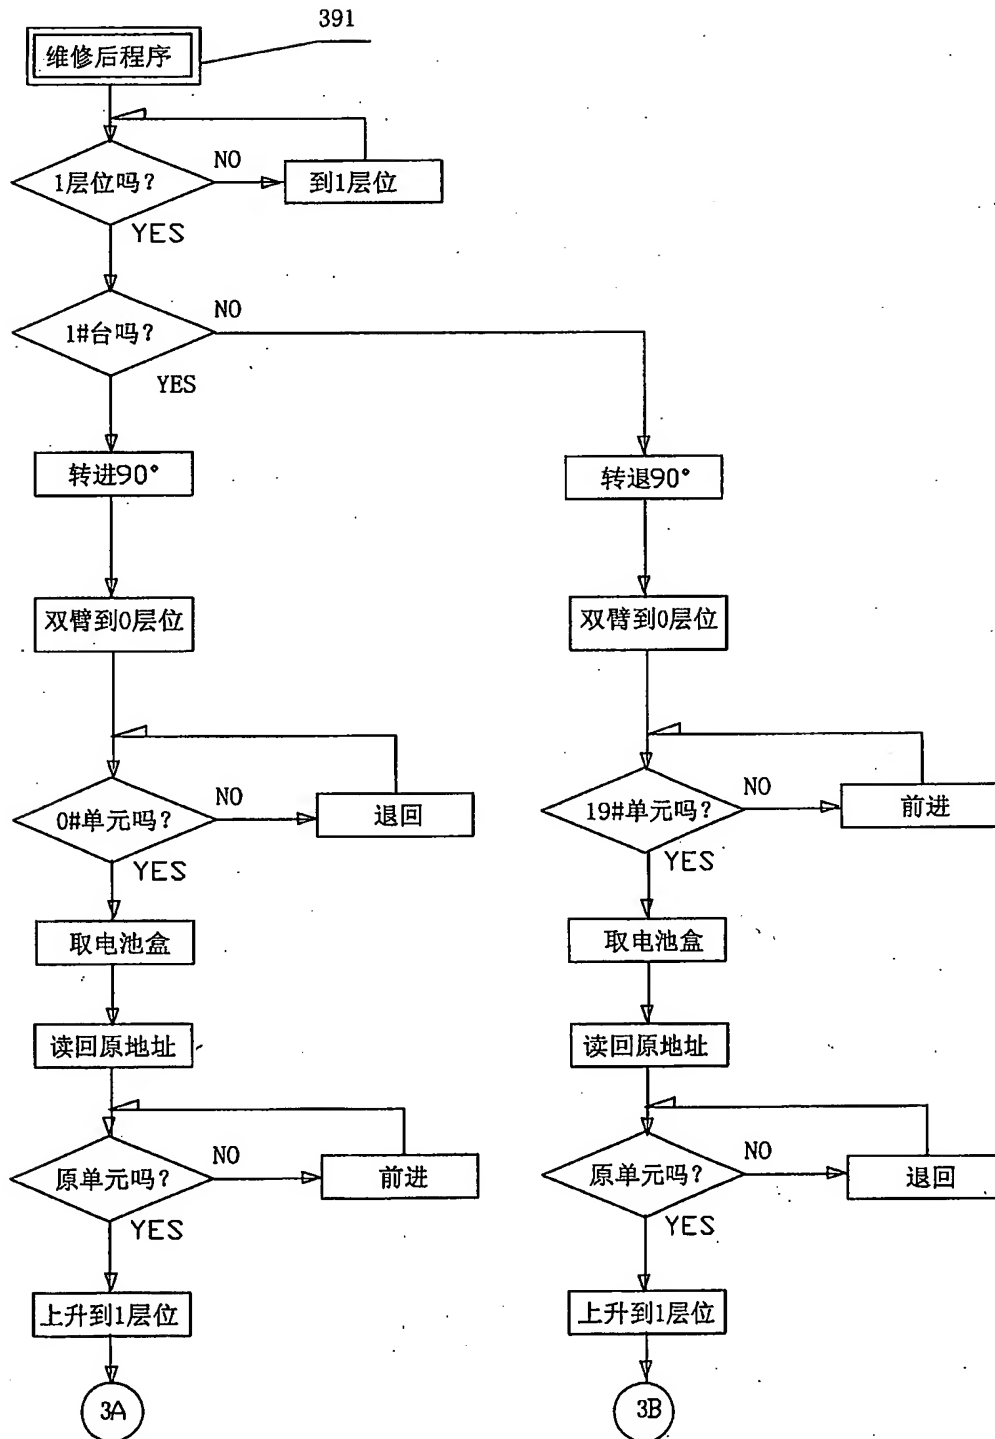 391
维修后程序
1层位吗?
NO
到1层位
YES
1#台吗?
NO
YES
转进90°
转退90°
双臂到0层位
双臂到0层位
0#单元吗?
NO
退回
YES
19#单元吗?
NO
前进
YES
取电池盒
取电池盒
读回原地址
读回原地址
原单元吗?
NO
前进
YES
原单元吗?
NO
退回
YES
上升到1层位
上升到1层位
3A
3B